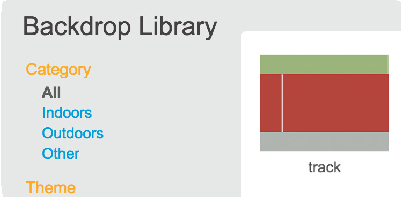 Backdrop Library
Category
All
Indoors
Outdoors
Other
Theme
track